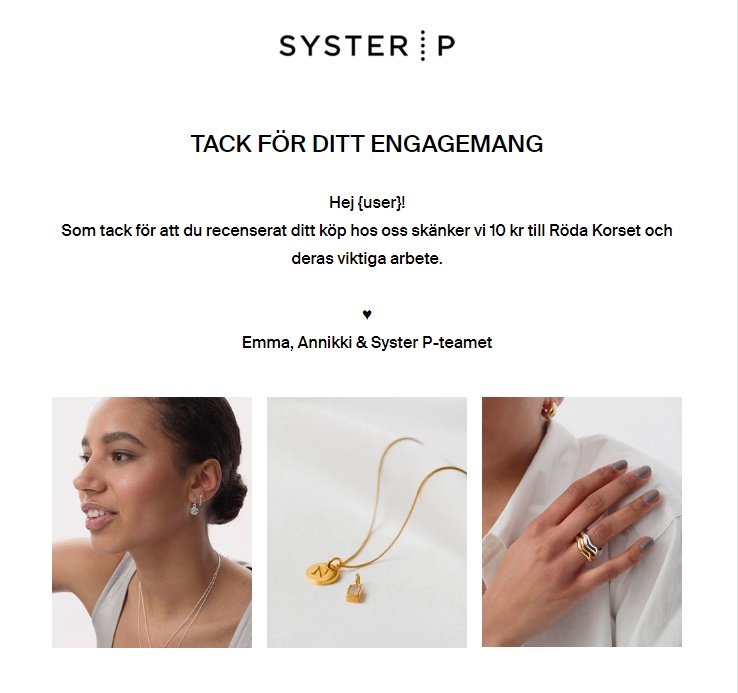 SYSTER P
TACK FÖR DITT ENGAGEMANG
Hej {user}!
Som tack för att du recenserat ditt köp hos oss skänker vi 10 kr till Röda Korset och
deras viktiga arbete.
♥
Emma, Annikki & Syster P-teamet
N